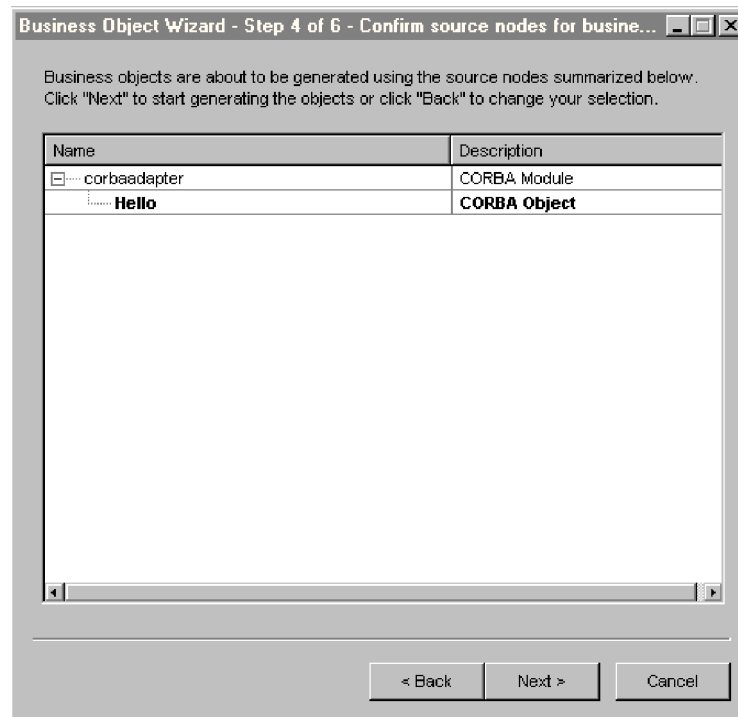 Business Object Wizard - Step 4 of 6 - Confirm source nodes for busine...
Business objects are about to be generated using the source nodes summarized below.
Click "Next" to start generating the objects or click "Back" to change your selection.
Name Description
corbaadapter CORBA Module
Hello CORBA Object
< Back Next > Cancel